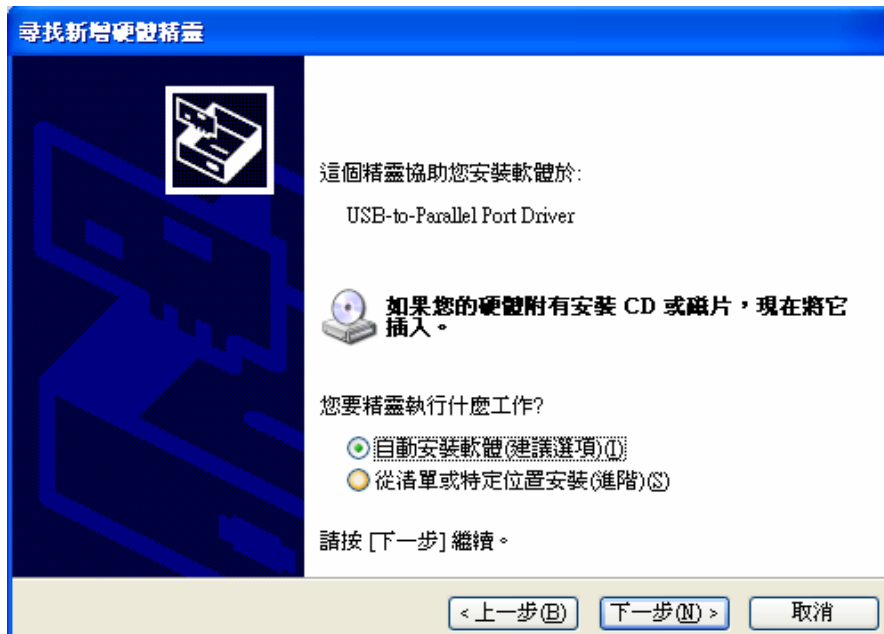 尋找新增硬體精靈
這個精靈協助您安裝軟體於:
USB-to-Parallel Port Driver
如果您的硬體附有安裝 CD 或磁片，現在將它
插入。
您要精靈執行什麼工作?
自動安裝軟體(建議選項)(I)
從清單或特定位置安裝(進階)(S)
請按 [下一步] 繼續。
< 上一步(B) 下一步(N) > 取消